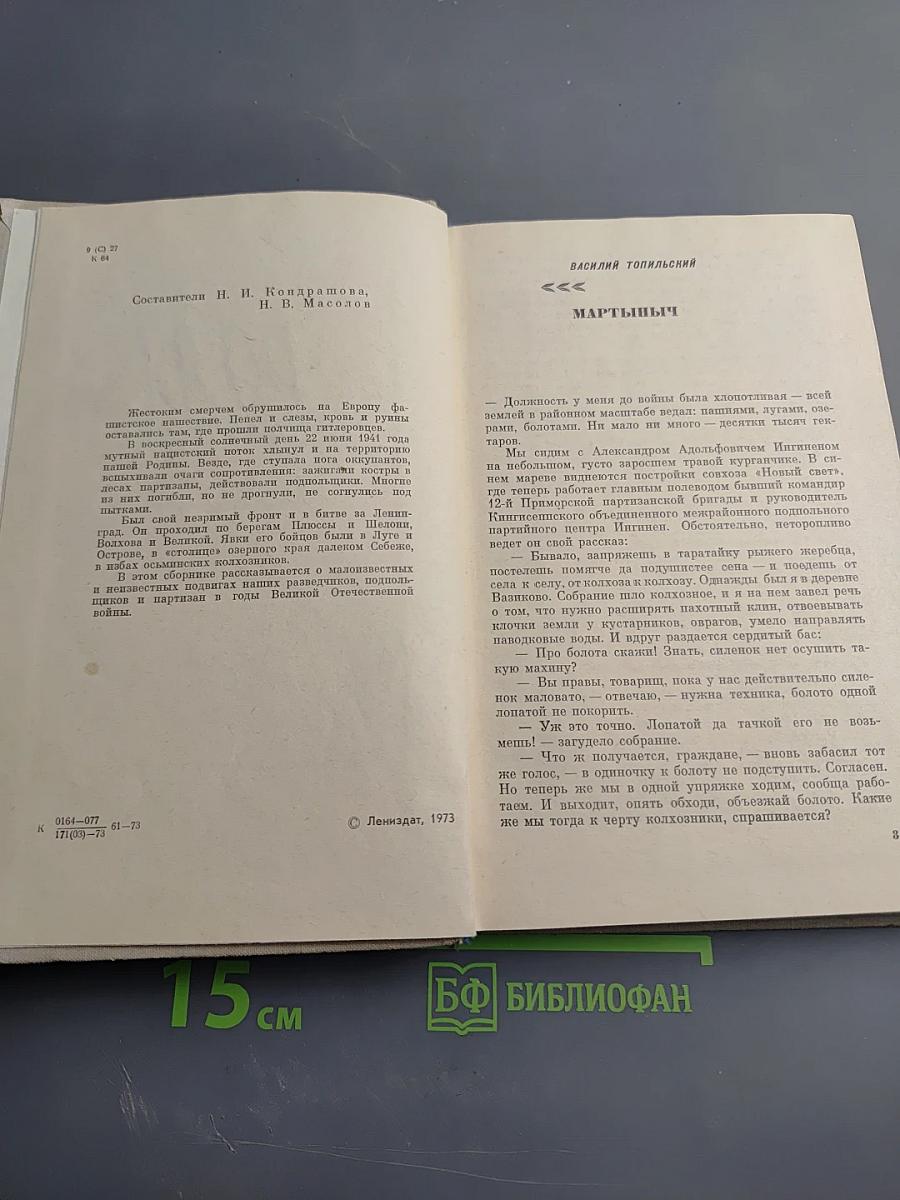 9 (С) 27
К 64
Составители Н. И. Кондрашова,
Н. В. Масолов
Жестоким смерчем обрушилось на Европу фа-
шистское нашествие. Пепел и слезы, кровь и руины
оставались там, где прошли полчища гитлеровцев.
В воскресный солнечный день 22 июня 1941 года
мутный нацистский поток хлынул и на территорию
нашей Родины. Везде, где ступала нога оккупантов,
вспыхивали очаги сопротивления: зажигали костры в
лесах партизаны, действовали подпольщики. Многие
из них погибли, но не дрогнули, не согнулись под
пытками.
Был свой незримый фронт и в битве за Ленин-
град. Он проходил по берегам Плюссы и Шелони,
Волхова и Великой. Явки его бойцов были в Луге и
Острове, в «столице» озерного края далеком Себеже,
в избах осьминских колхозников.
В этом сборнике рассказывается о малоизвестных
и неизвестных подвигах наших разведчиков, подполь-
щиков и партизан в годы Великой Отечественной
войны.
К 0164—077
171(03)—73 61—73
© Лениздат, 1973
ВАСИЛИЙ ТОПИЛЬСКИЙ
<<<
МАРТЫНЫЧ
— Должность у меня до войны была хлопотливая — всей
землей в районном масштабе ведал: пашнями, лугами, озе-
рами, болотами. Ни мало ни много — десятки тысяч гек-
таров.
Мы сидим с Александром Адольфовичем Ингиненом
на небольшом, густо заросшем травой курганчике. В си-
нем мареве виднеются постройки совхоза «Новый свет»,
где теперь работает главным полеводом бывший командир
12-й Приморской партизанской бригады и руководитель
Кингисеппского объединенного межрайонного подпольного
партийного центра Ингинен. Обстоятельно, неторопливо
ведет он свой рассказ:
— Бывало, запряжешь в таратайку рыжего жеребца,
постелешь помягче да подушистее сена — и поедешь от
села к селу, от колхоза к колхозу. Однажды был я в деревне
Вазиково. Собрание шло колхозное, и я на нем завел речь
о том, что нужно расширять пахотный клин, отвоевывать
клочки земли у кустарников, оврагов, умело направлять
паводковые воды. И вдруг раздается сердитый бас:
— Про болота скажи! Знать, силенок нет осушить та-
кую махину?
— Вы правы, товарищ, пока у нас действительно силе-
нок маловато, — отвечаю, — нужна техника, болото одной
лопатой не покорить.
— Уж это точно. Лопатой да тачкой его не возь-
мешь! — загудело собрание.
— Что ж получается, граждане, — вновь забасил тот
же голос, — в одиночку к болоту не подступить. Согласен.
Но теперь же мы в одной упряжке ходим, сообща рабо-
таем. И выходит, опять обходи, объезжай болото. Какие
же мы тогда к черту колхозники, спрашивается?
3
15 см
БФ БИБЛИОФАН